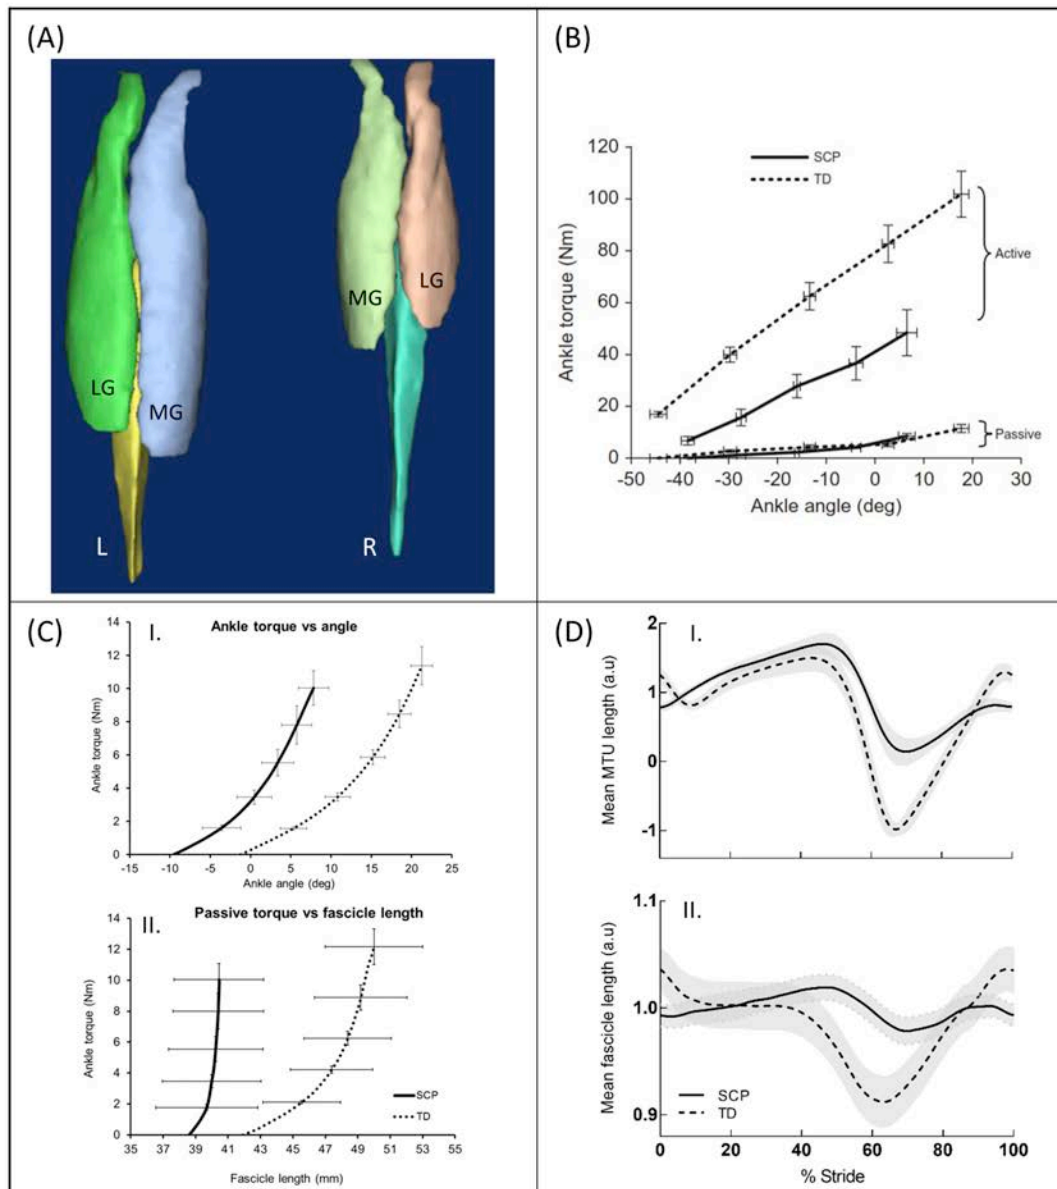 (A)
LG
MG
MG
LG
L
R
(B)
120
100
80
60
40
20
0
Ankle torque (Nm)
SCP
TD
Active
Passive
-50 -40 -30 -20 -10 0 10 20 30
Ankle angle (deg)
(C)
I.
Ankle torque vs angle
14
12
10
8
6
4
2
0
Ankle torque (Nm)
-15 -10 -5 0 5 10 15 20 25
Ankle angle (deg)
II.
Passive torque vs fascicle length
14
12
10
8
6
4
2
0
Ankle torque (Nm)
SCP
TD
35 37 39 41 43 45 47 49 51 53 55
Fascicle length (mm)
(D)
I.
2
1
0
-1
Mean MTU length (a.u)
II.
1.1
1.0
0.9
Mean fascicle length (a.u)
SCP
TD
0 20 40 60 80 100
% Stride